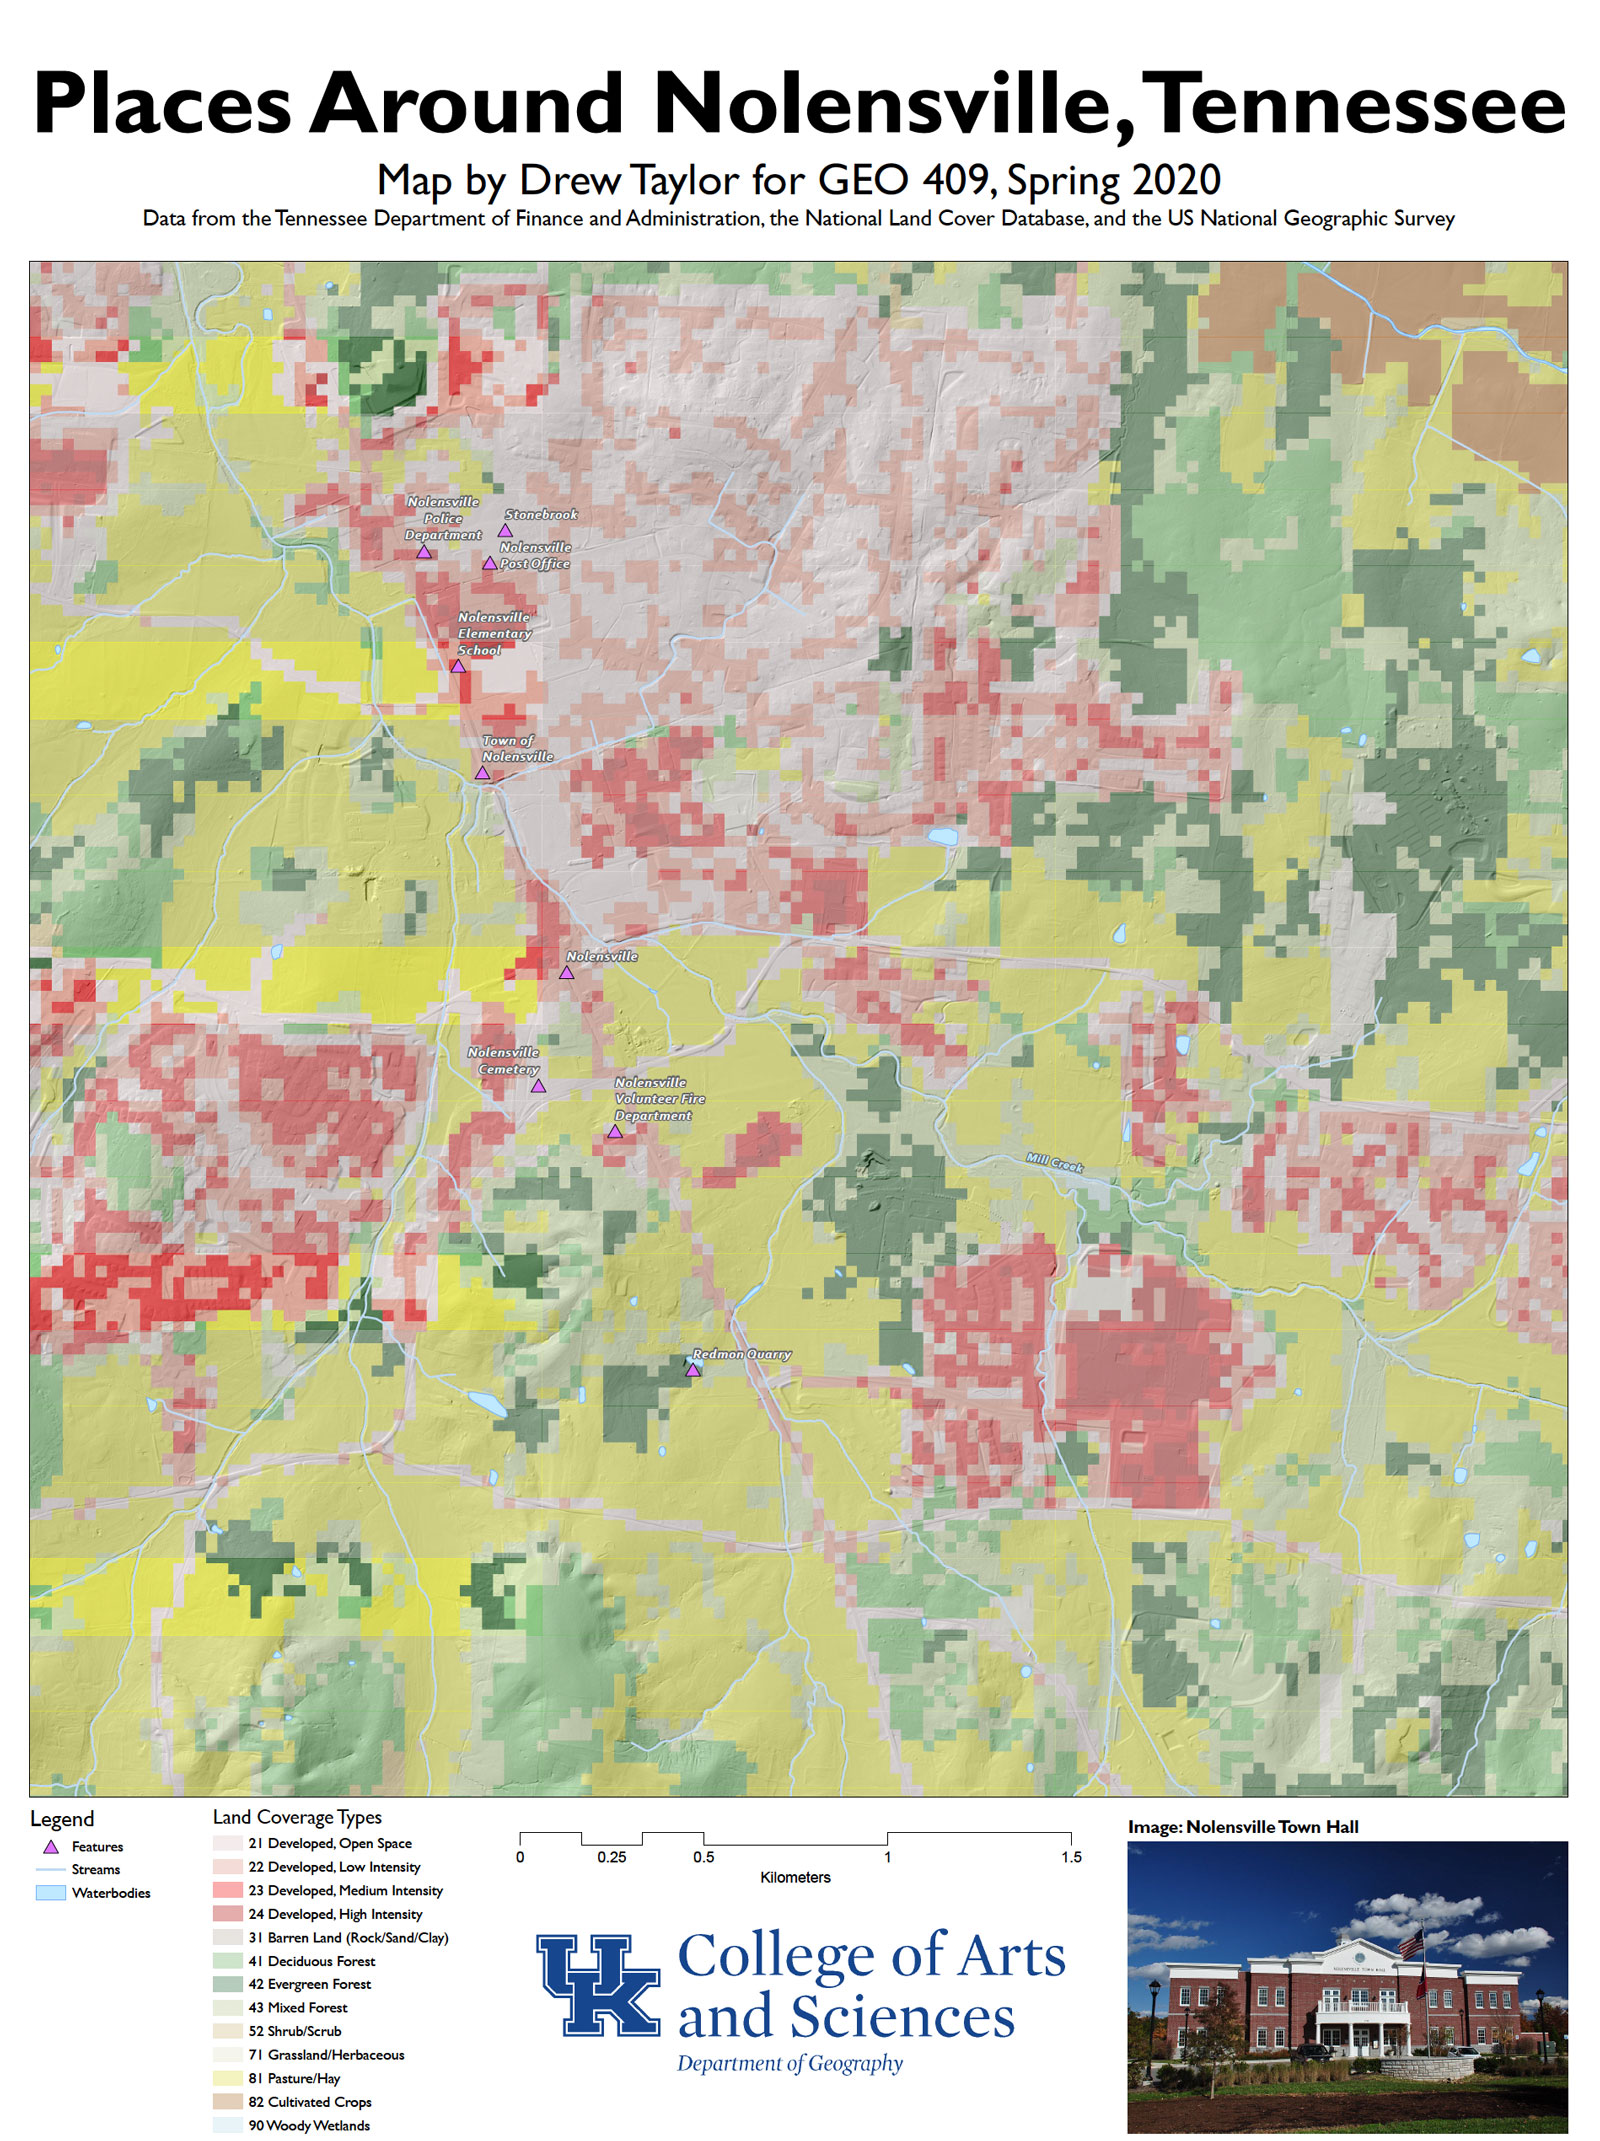 Places Around Nolensville, Tennessee
Map by Drew Taylor for GEO 409, Spring 2020
Data from the Tennessee Department of Finance and Administration, the National Land Cover Database, and the US National Geographic Survey
Nolensville
Police
Department
Stonebrook
Nolensville
Post Office
Nolensville
Elementary
School
Town of
Nolensville
Nolensville
Nolensville
Cemetery
Nolensville
Volunteer Fire
Department
Mill Creek
Redmon Quarry
Legend
Features
Streams
Waterbodies
Land Coverage Types
21 Developed, Open Space
22 Developed, Low Intensity
23 Developed, Medium Intensity
24 Developed, High Intensity
31 Barren Land (Rock/Sand/Clay)
41 Deciduous Forest
42 Evergreen Forest
43 Mixed Forest
52 Shrub/Scrub
71 Grassland/Herbaceous
81 Pasture/Hay
82 Cultivated Crops
90 Woody Wetlands
0 0.25 0.5 1 1.5
Kilometers
UK
College of Arts
and Sciences
Department of Geography
Image: Nolensville Town Hall
NOLENSVILLE TOWN HALL